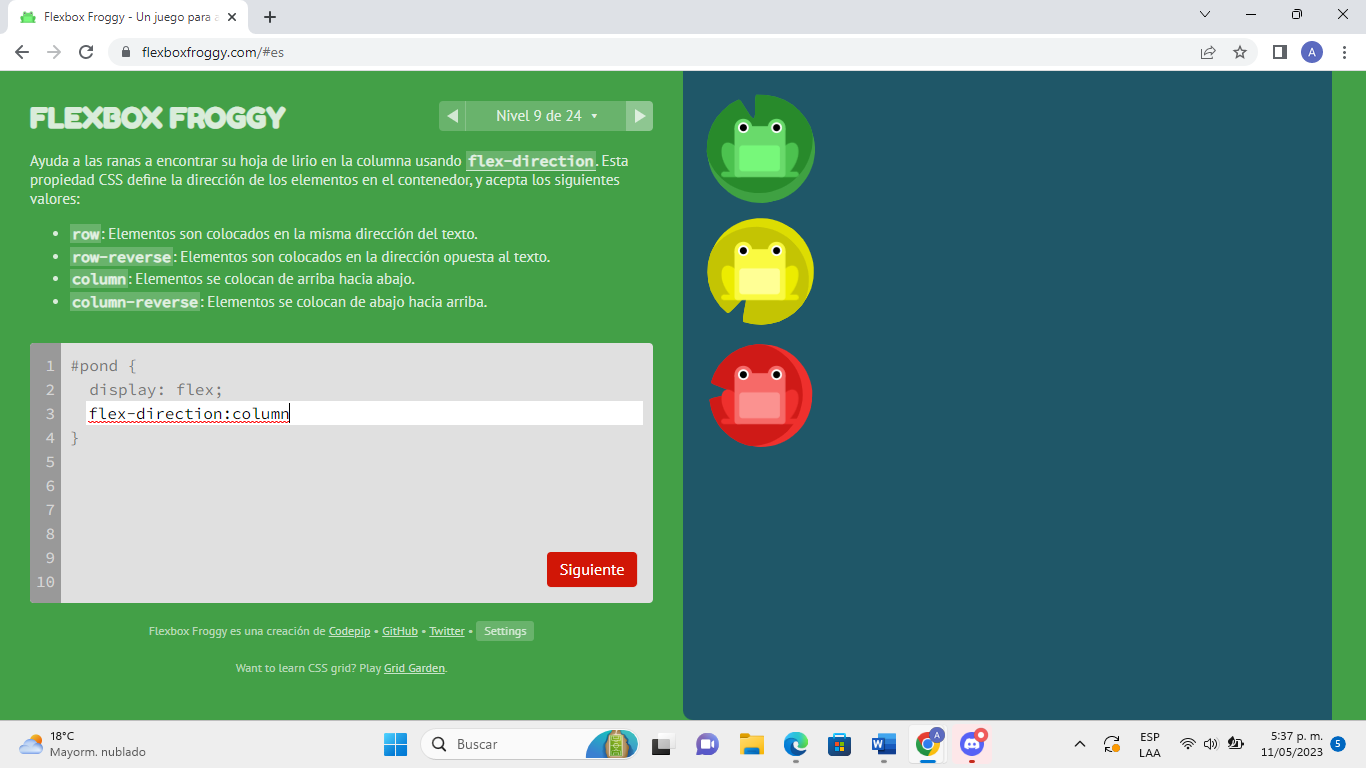 Flexbox Froggy - Un juego para a
flexboxfroggy.com/#es
A
FLEXBOX FROGGY
Nivel 9 de 24
Ayuda a las ranas a encontrar su hoja de lirio en la columna usando flex-direction. Esta
propiedad CSS define la dirección de los elementos en el contenedor, y acepta los siguientes
valores:
• row: Elementos son colocados en la misma dirección del texto.
• row-reverse: Elementos son colocados en la dirección opuesta al texto.
• column: Elementos se colocan de arriba hacia abajo.
• column-reverse: Elementos se colocan de abajo hacia arriba.
1 #pond {
2 display: flex;
3 flex-direction:column
4 }
5
6
7
8
9
10
Siguiente
Flexbox Froggy es una creación de Codepip • GitHub • Twitter • Settings
Want to learn CSS grid? Play Grid Garden.
18°C
Mayorm. nublado
Buscar
A
ESP
LAA
5:37 p. m.
11/05/2023
5